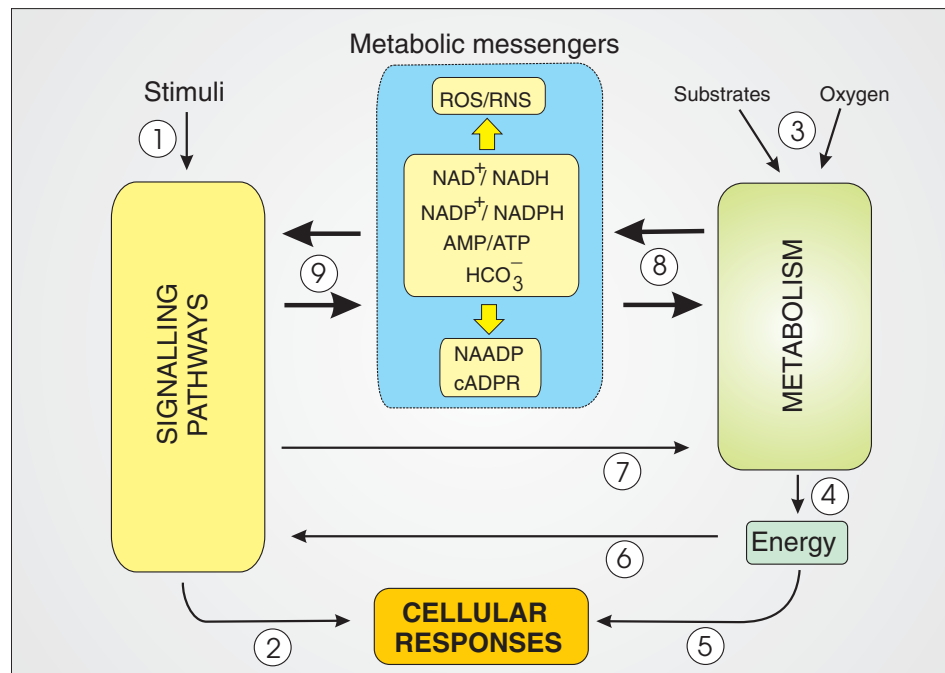 Metabolic messengers
Stimuli
Substrates
Oxygen
1
3
ROS/RNS
NAD⁺/ NADH
NADP⁺/ NADPH
AMP/ATP
HCO₃⁻
9
8
NAADP
cADPR
SIGNALLING
PATHWAYS
METABOLISM
7
4
Energy
6
CELLULAR
RESPONSES
2
5